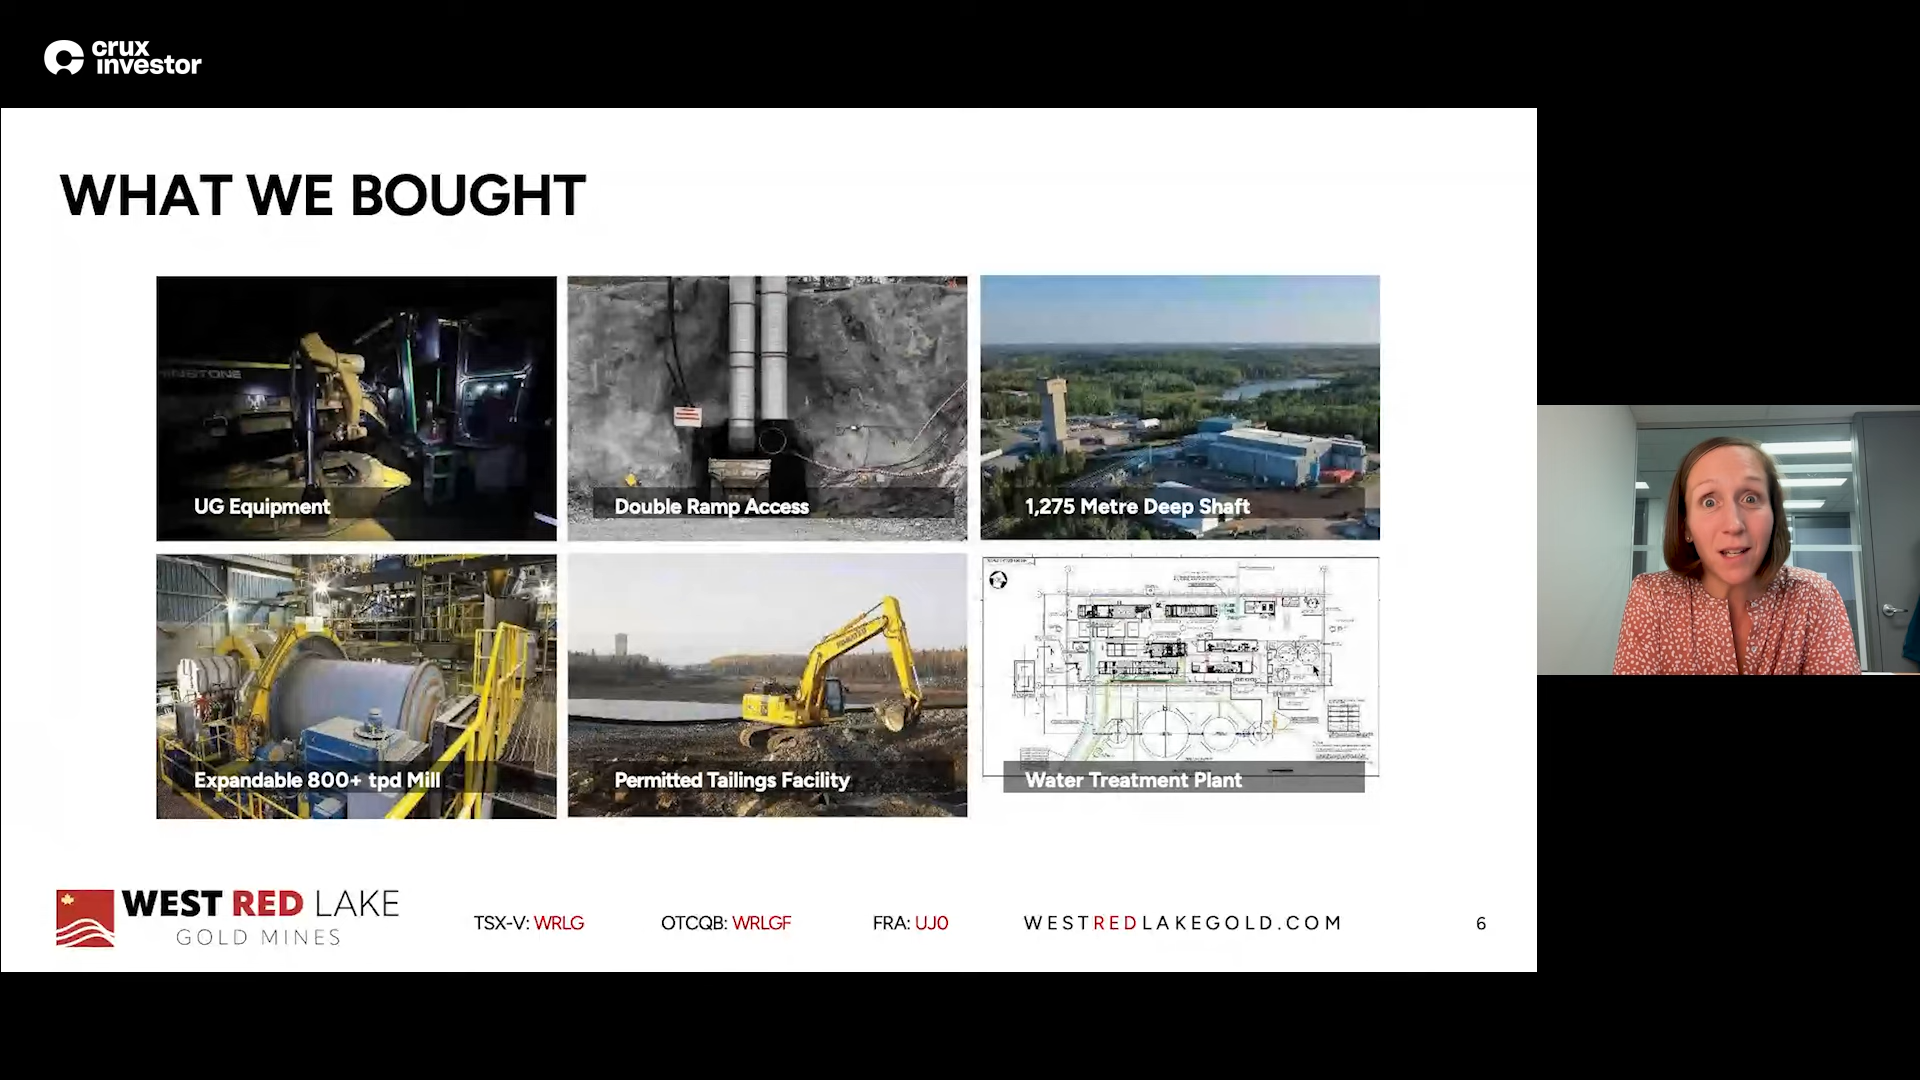 crux
investor
WHAT WE BOUGHT
UG Equipment
Double Ramp Access
1,275 Metre Deep Shaft
Expandable 800+ tpd Mill
KOMATSU
Permitted Tailings Facility
Water Treatment Plant
WEST RED LAKE
GOLD MINES
TSX-V: WRLG
OTCQB: WRLGF
FRA: UJ0
WESTREDLAKEGOLD.COM
6